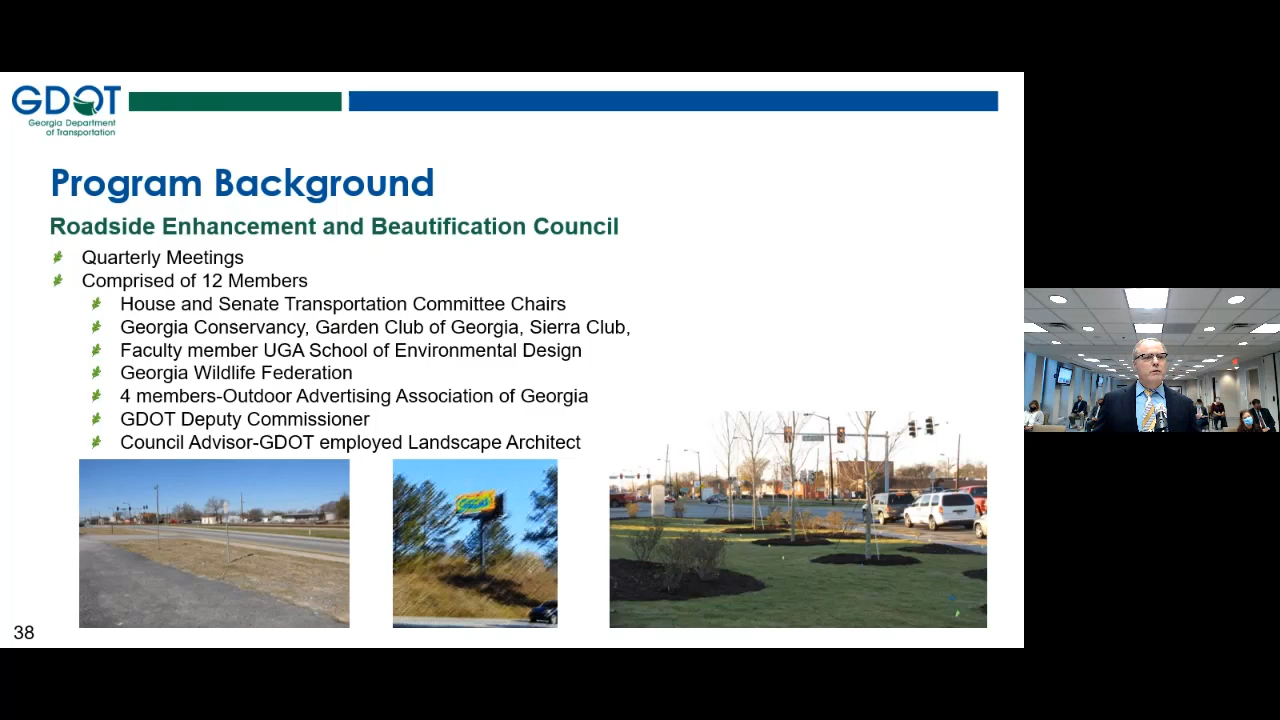 GDOT
Georgia Department
of Transportation
Program Background
Roadside Enhancement and Beautification Council
Quarterly Meetings
Comprised of 12 Members
House and Senate Transportation Committee Chairs
Georgia Conservancy, Garden Club of Georgia, Sierra Club,
Faculty member UGA School of Environmental Design
Georgia Wildlife Federation
4 members-Outdoor Advertising Association of Georgia
GDOT Deputy Commissioner
Council Advisor-GDOT employed Landscape Architect
38